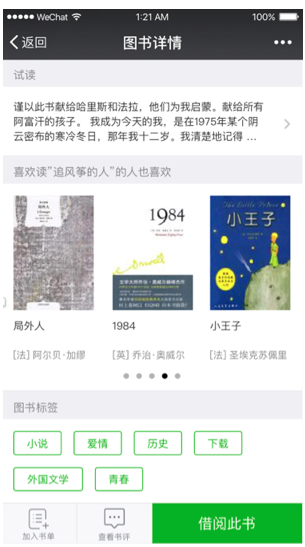 WeChat
1:21 AM
100%
返回
图书详情
试读
谨以此书献给哈里斯和法拉，他们为我启蒙。献给所有
阿富汗的孩子。 我成为今天的我，是在1975年某个阴
云密布的寒冷冬日，那年我十二岁。我清楚地记得 ...
喜欢读"追风筝的人"的人也喜欢
局外人
1984
小王子
局外人
1984
小王子
[法] 阿尔贝·加缪
[英] 乔治·奥威尔
[法] 圣埃克苏佩里
图书标签
小说
爱情
历史
下载
外国文学
青春
加入书单
查看书评
借阅此书